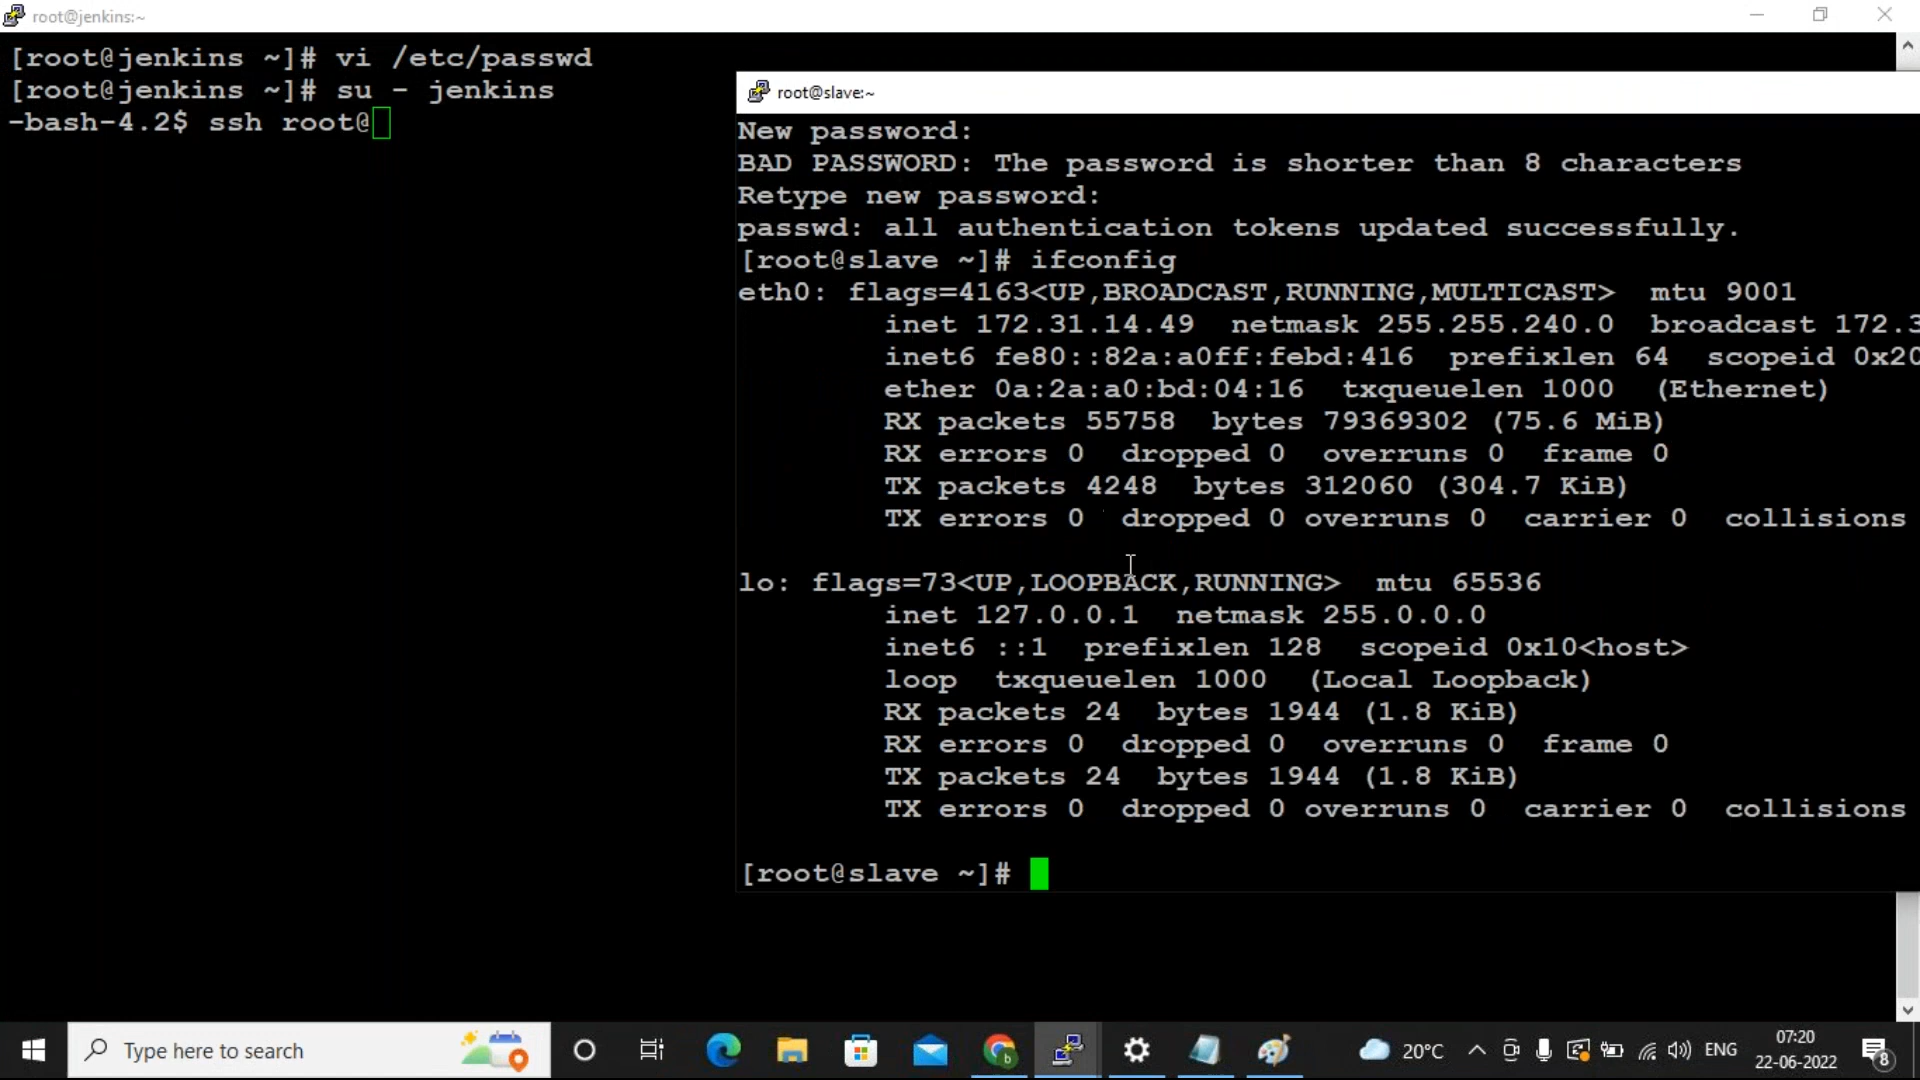 root@jenkins:~
[root@jenkins ~]# vi /etc/passwd
[root@jenkins ~]# su - jenkins
-bash-4.2$ ssh root@
root@slave:~
New password:
BAD PASSWORD: The password is shorter than 8 characters
Retype new password:
passwd: all authentication tokens updated successfully.
[root@slave ~]# ifconfig
eth0: flags=4163<UP,BROADCAST,RUNNING,MULTICAST>  mtu 9001
        inet 172.31.14.49  netmask 255.255.240.0  broadcast 172.3
        inet6 fe80::82a:a0ff:febd:416  prefixlen 64  scopeid 0x20
        ether 0a:2a:a0:bd:04:16  txqueuelen 1000  (Ethernet)
        RX packets 55758  bytes 79369302 (75.6 MiB)
        RX errors 0  dropped 0  overruns 0  frame 0
        TX packets 4248  bytes 312060 (304.7 KiB)
        TX errors 0  dropped 0 overruns 0  carrier 0  collisions
lo: flags=73<UP,LOOPBACK,RUNNING>  mtu 65536
        inet 127.0.0.1  netmask 255.0.0.0
        inet6 ::1  prefixlen 128  scopeid 0x10<host>
        loop  txqueuelen 1000  (Local Loopback)
        RX packets 24  bytes 1944 (1.8 KiB)
        RX errors 0  dropped 0  overruns 0  frame 0
        TX packets 24  bytes 1944 (1.8 KiB)
        TX errors 0  dropped 0 overruns 0  carrier 0  collisions
[root@slave ~]#
Type here to search
20°C
ENG
07:20
22-06-2022
8